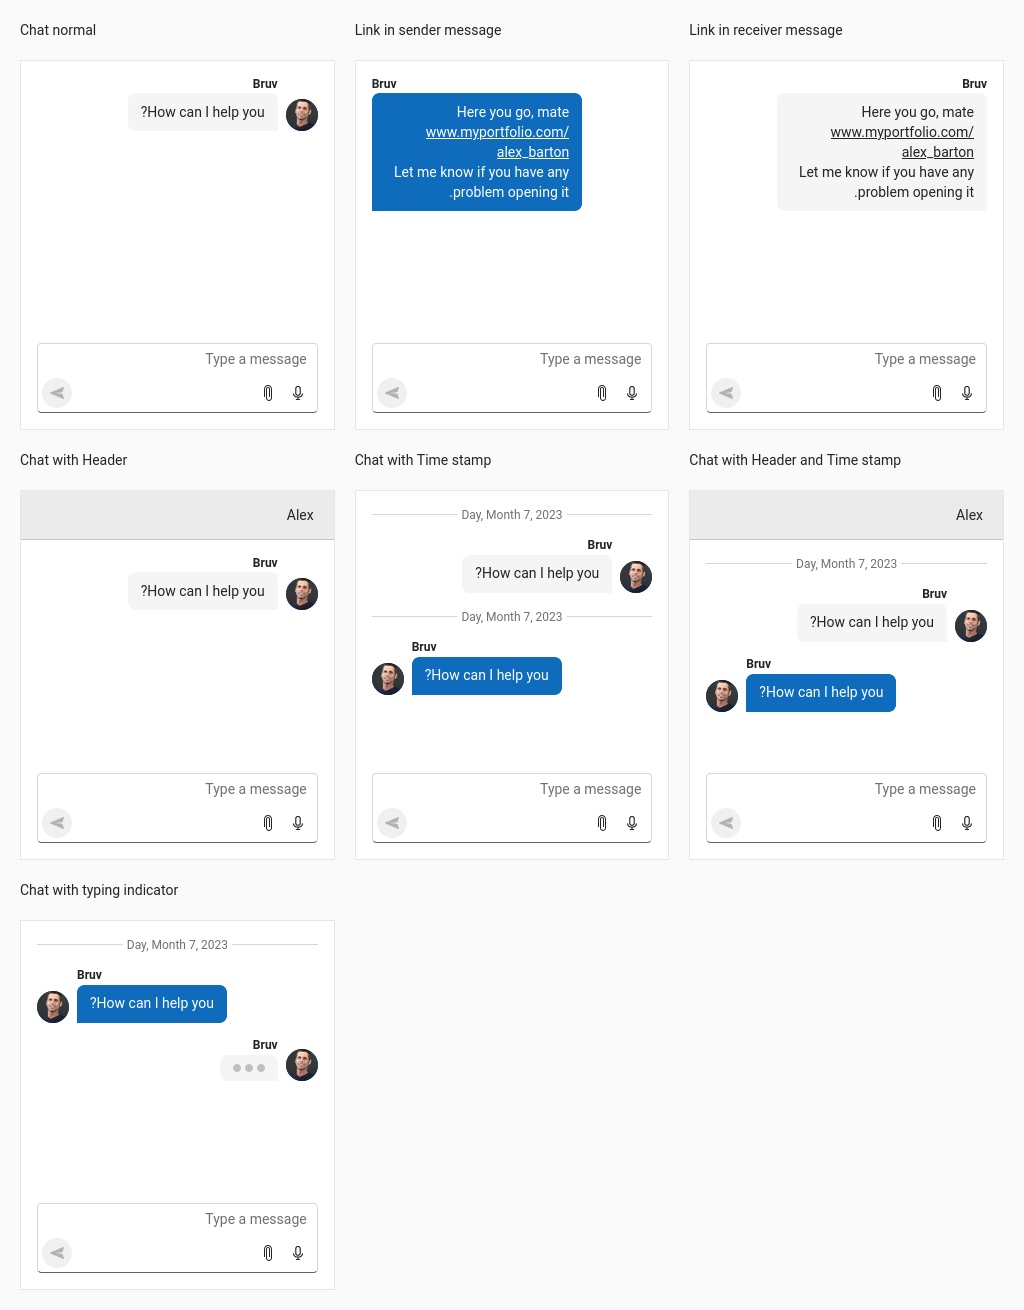 Chat normal
Bruv
?How can I help you
Type a message
Link in sender message
Bruv
Here you go, mate
www.myportfolio.com/
alex_barton
Let me know if you have any
.problem opening it
Type a message
Link in receiver message
Bruv
Here you go, mate
www.myportfolio.com/
alex_barton
Let me know if you have any
.problem opening it
Type a message
Chat with Header
Alex
Bruv
?How can I help you
Type a message
Chat with Time stamp
Day, Month 7, 2023
Bruv
?How can I help you
Day, Month 7, 2023
Bruv
?How can I help you
Type a message
Chat with Header and Time stamp
Alex
Day, Month 7, 2023
Bruv
?How can I help you
Bruv
?How can I help you
Type a message
Chat with typing indicator
Day, Month 7, 2023
Bruv
?How can I help you
Bruv
Type a message